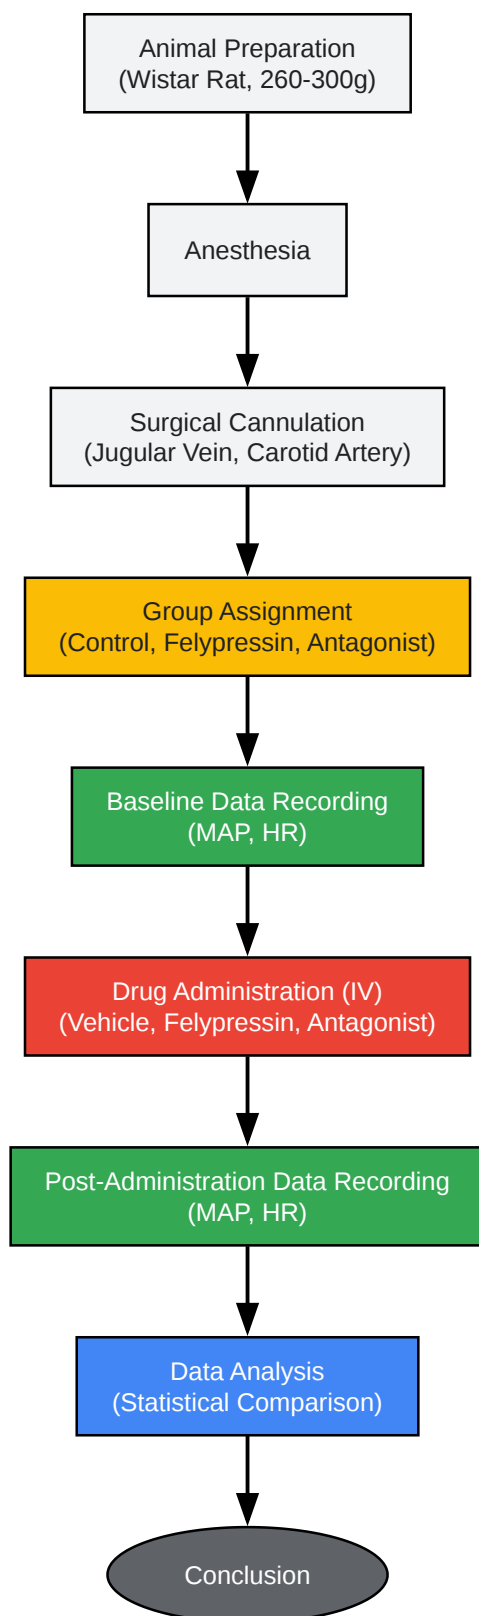 Animal Preparation
(Wistar Rat, 260-300g)
Anesthesia
Surgical Cannulation
(Jugular Vein, Carotid Artery)
Group Assignment
(Control, Felypressin, Antagonist)
Baseline Data Recording
(MAP, HR)
Drug Administration (IV)
(Vehicle, Felypressin, Antagonist)
Post-Administration Data Recording
(MAP, HR)
Data Analysis
(Statistical Comparison)
Conclusion